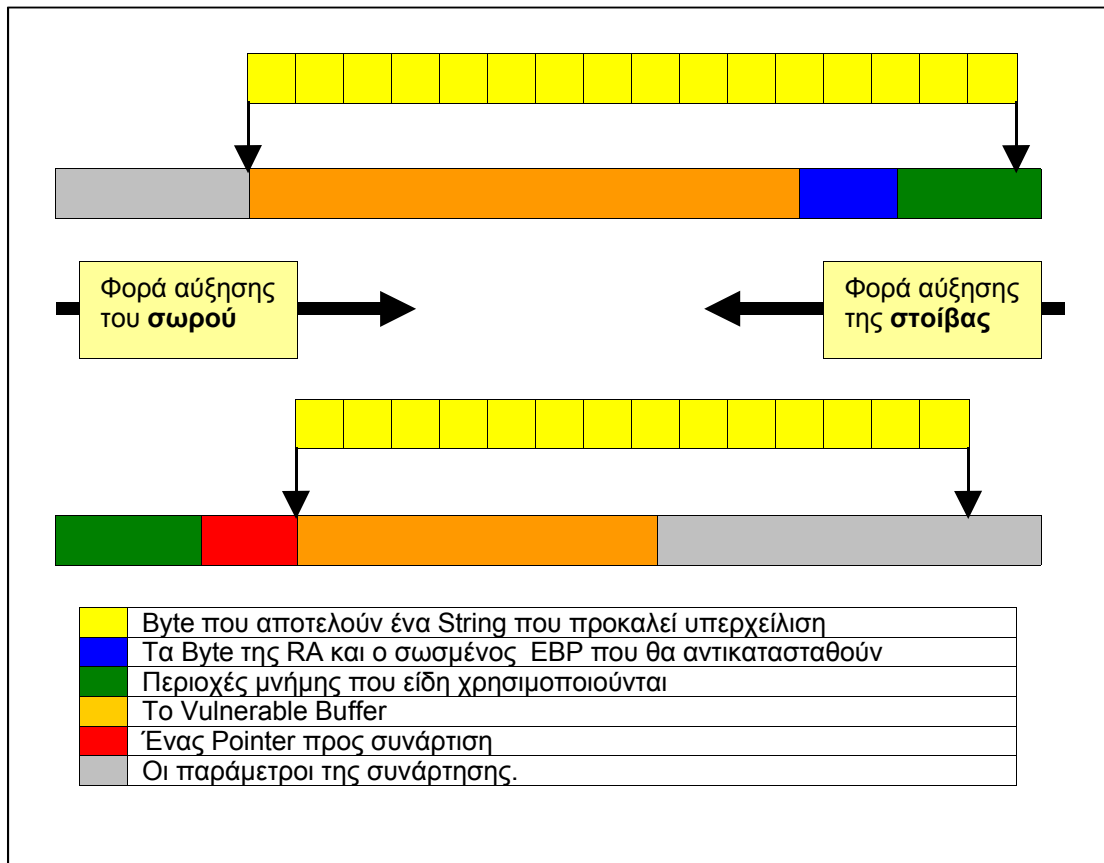 Φορά αύξησης
του σωρού
Φορά αύξησης
της στοίβας
Byte που αποτελούν ένα String που προκαλεί υπερχείλιση
Τα Byte της RA και ο σωσμένος EBP που θα αντικατασταθούν
Περιοχές μνήμης που είδη χρησιμοποιούνται
Το Vulnerable Buffer
Ένας Pointer προς συνάρτιση
Οι παράμετροι της συνάρτησης.